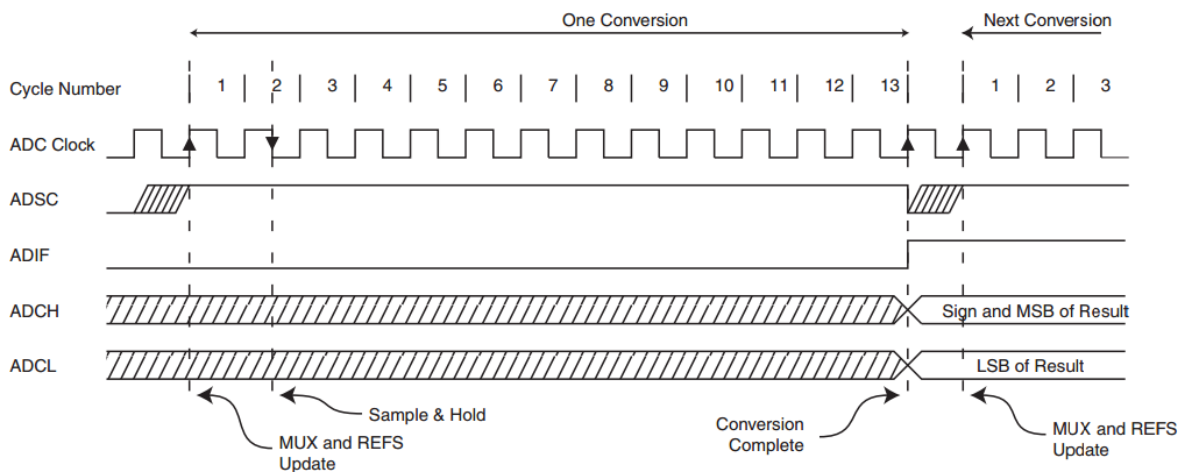 One Conversion
Next Conversion
Cycle Number 1 2 3 4 5 6 7 8 9 10 11 12 13 1 2 3
ADC Clock
ADSC
ADIF
ADCH
Sign and MSB of Result
ADCL
LSB of Result
MUX and REFS
Update
Sample & Hold
Conversion
Complete
MUX and REFS
Update